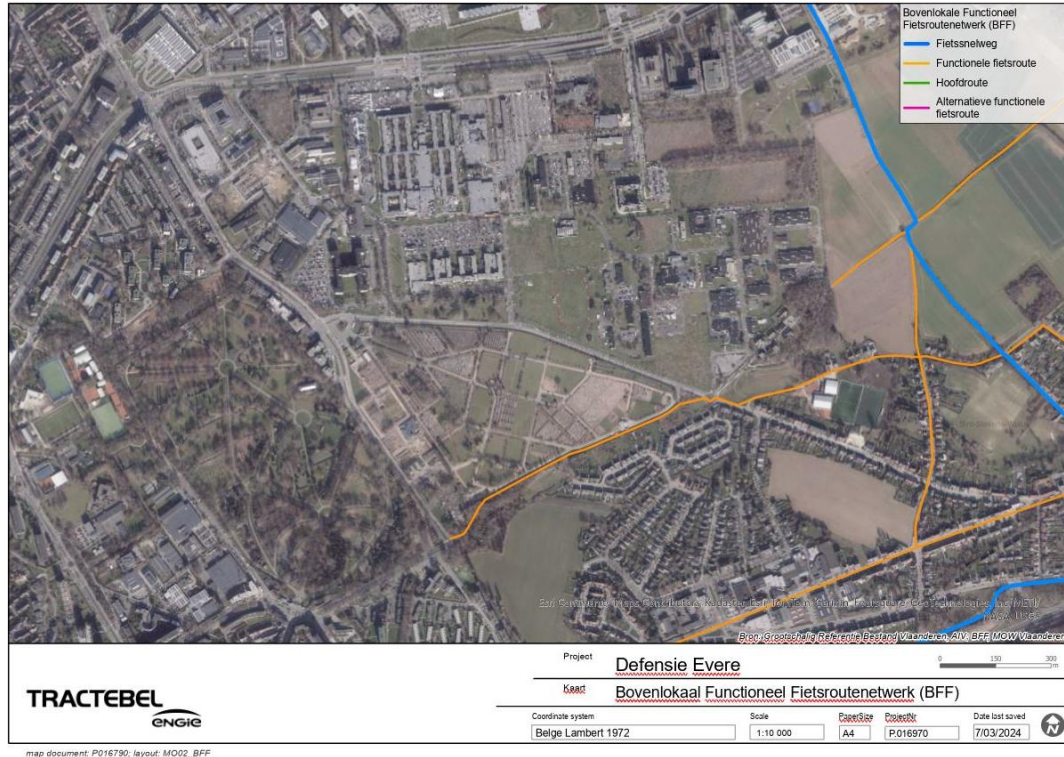 Bovenlokale Functioneel
Fietsroutenetwerk (BFF)
Fietssnelweg
Functionele fietsroute
Hoofdroute
Alternatieve functionele
fietsroute
Bron: Grootschalig Referentie Bestand Vlaanderen, AIV; BFF, MOW Vlaanderen
Project Defensie Evere
0 150 300
m
Kaart Bovenlokaal Functioneel Fietsroutenetwerk (BFF)
TRACTEBEL
ENGIE
Coordinate system Scale PaperSize ProjectNr Date last saved
Belge Lambert 1972 1:10 000 A4 P.016970 7/03/2024
N
map document: P016790; layout: MO02_BFF